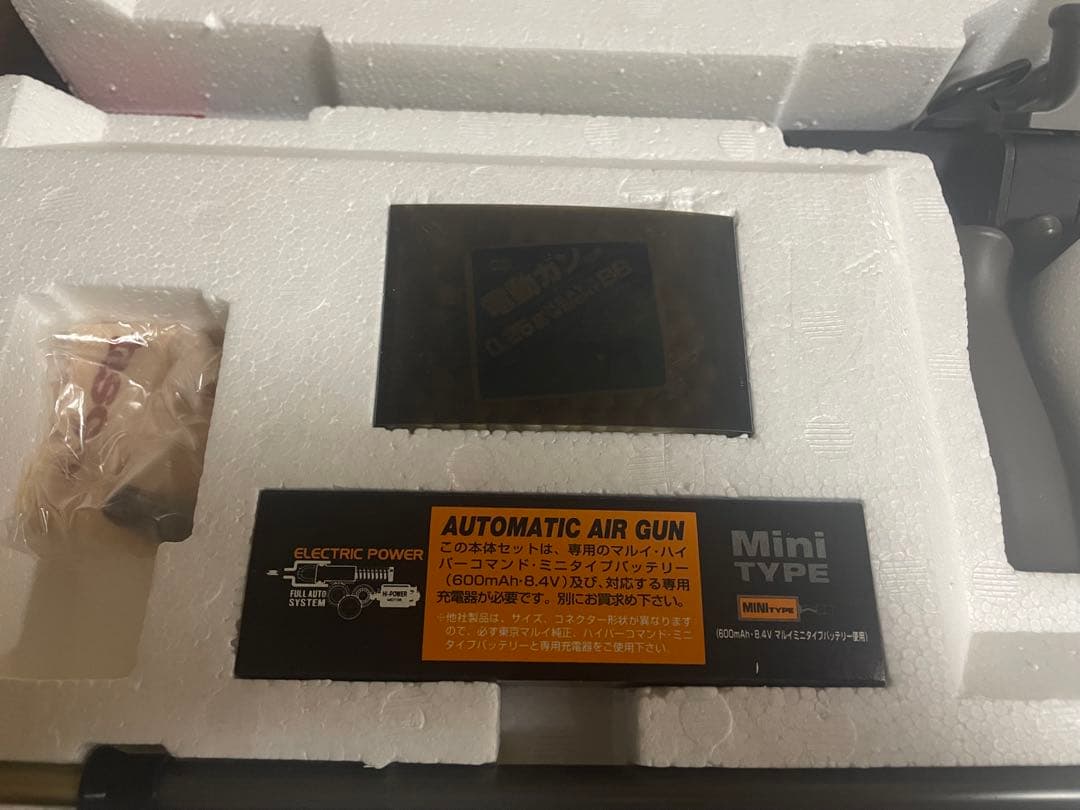 電動ガン
AUTOMATIC AIR GUN
この本体セットは、専用のマルイ・ハイ
パーコマンド・ミニタイプバッテリー
(600mAh・8.4V)及び、対応する専用
充電器が必要です。別にお買求め下さい。
※他社製品は、サイズ、コネクター形状が異なります
ので、必ず東京マルイ純正、ハイパーコマンド・ミニ
タイプバッテリーと専用充電器をご使用下さい。
ELECTRIC POWER
FULL AUTO
SYSTEM
HI-POWER
MOTOR
Mini
TYPE
MINI TYPE
(600mAh・8.4V マルイミニタイプバッテリー使用)